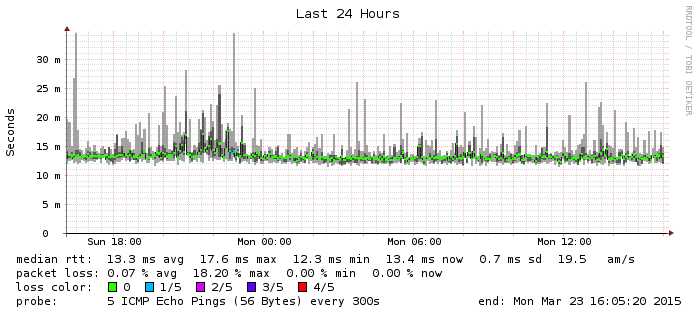 Last 24 Hours
RRDTOOL / TOBI OETIKER
Seconds
30 m
25 m
20 m
15 m
10 m
5 m
0
Sun 18:00 Mon 00:00 Mon 06:00 Mon 12:00
median rtt: 13.3 ms avg 17.6 ms max 12.3 ms min 13.4 ms now 0.7 ms sd 19.5 am/s
packet loss: 0.07 % avg 18.20 % max 0.00 % min 0.00 % now
loss color: 0 1/5 2/5 3/5 4/5
probe: 5 ICMP Echo Pings (56 Bytes) every 300s end: Mon Mar 23 16:05:20 2015